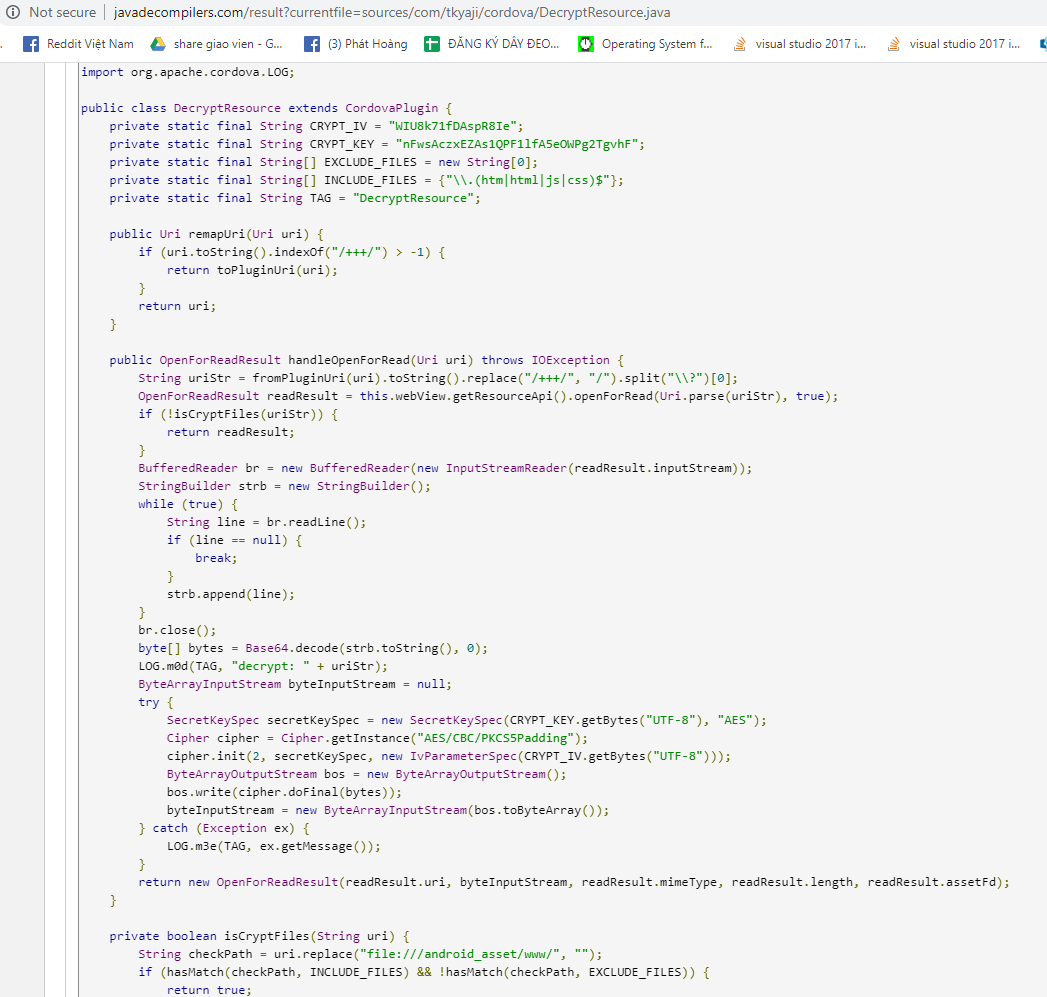 Not secure | javadecompilers.com/result?currentfile=sources/com/tkyaji/cordova/DecryptResource.java
Reddit Việt Nam share giao vien - G... (3) Phát Hoàng ĐĂNG KÝ DÂY ĐEO... Operating System f... visual studio 2017 i... visual studio 2017 i...
import org.apache.cordova.LOG;
public class DecryptResource extends CordovaPlugin {
private static final String CRYPT_IV = "WIU8k71fDAspR8Ie";
private static final String CRYPT_KEY = "nFwsAczxEZAs1QPF1lfA5eOWPg2TgvhF";
private static final String[] EXCLUDE_FILES = new String[0];
private static final String[] INCLUDE_FILES = {"\\.(htm|html|js|css)$"};
private static final String TAG = "DecryptResource";
public Uri remapUri(Uri uri) {
if (uri.toString().indexOf("/+++/") > -1) {
return toPluginUri(uri);
}
return uri;
}
public OpenForReadResult handleOpenForRead(Uri uri) throws IOException {
String uriStr = fromPluginUri(uri).toString().replace("/+++/", "/").split("\\?")[0];
OpenForReadResult readResult = this.webView.getResourceApi().openForRead(Uri.parse(uriStr), true);
if (!isCryptFiles(uriStr)) {
return readResult;
}
BufferedReader br = new BufferedReader(new InputStreamReader(readResult.inputStream));
StringBuilder strb = new StringBuilder();
while (true) {
String line = br.readLine();
if (line == null) {
break;
}
strb.append(line);
}
br.close();
byte[] bytes = Base64.decode(strb.toString(), 0);
LOG.m0d(TAG, "decrypt: " + uriStr);
ByteArrayInputStream byteInputStream = null;
try {
SecretKeySpec secretKeySpec = new SecretKeySpec(CRYPT_KEY.getBytes("UTF-8"), "AES");
Cipher cipher = Cipher.getInstance("AES/CBC/PKCS5Padding");
cipher.init(2, secretKeySpec, new IvParameterSpec(CRYPT_IV.getBytes("UTF-8")));
ByteArrayOutputStream bos = new ByteArrayOutputStream();
bos.write(cipher.doFinal(bytes));
byteInputStream = new ByteArrayInputStream(bos.toByteArray());
} catch (Exception ex) {
LOG.m3e(TAG, ex.getMessage());
}
return new OpenForReadResult(readResult.uri, byteInputStream, readResult.mimeType, readResult.length, readResult.assetFd);
}
private boolean isCryptFiles(String uri) {
String checkPath = uri.replace("file:///android_asset/www/", "");
if (hasMatch(checkPath, INCLUDE_FILES) && !hasMatch(checkPath, EXCLUDE_FILES)) {
return true;